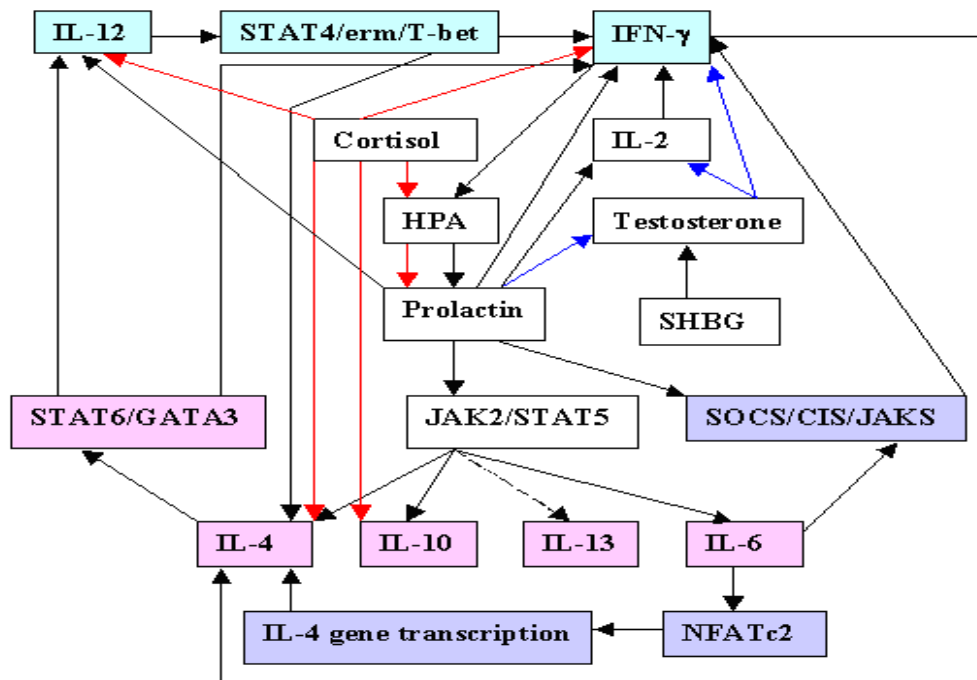 IL-12
STAT4/erm/T-bet
IFN-γ
Cortisol
IL-2
HPA
Testosterone
Prolactin
SHBG
STAT6/GATA3
JAK2/STAT5
SOCS/CIS/JAKS
IL-4
IL-10
IL-13
IL-6
IL-4 gene transcription
NFATc2